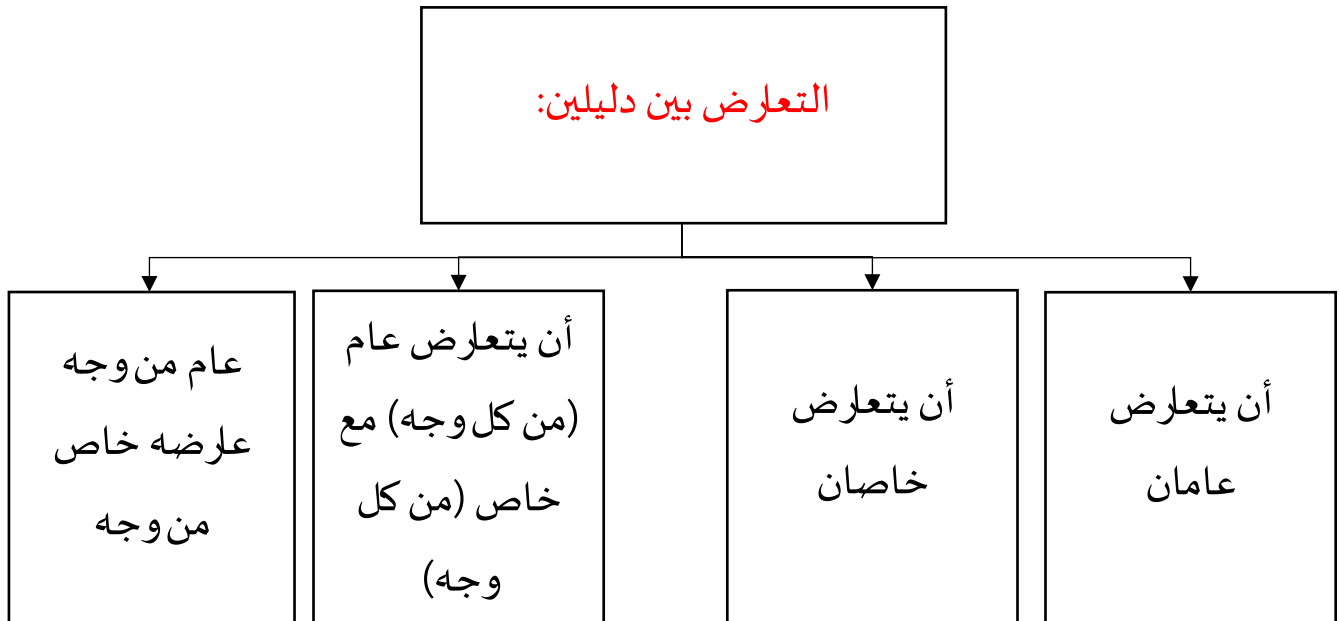 التعارض بين دليلين:
أن يتعارض
عامان
أن يتعارض
خاصان
أن يتعارض عام
(من كل وجه) مع
خاص (من كل
وجه)
عام من وجه
عارضه خاص
من وجه